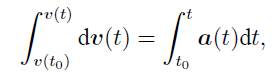 ∫_{v(t₀)}^{v(t)} dv(t) = ∫_{t₀}^{t} a(t)dt,